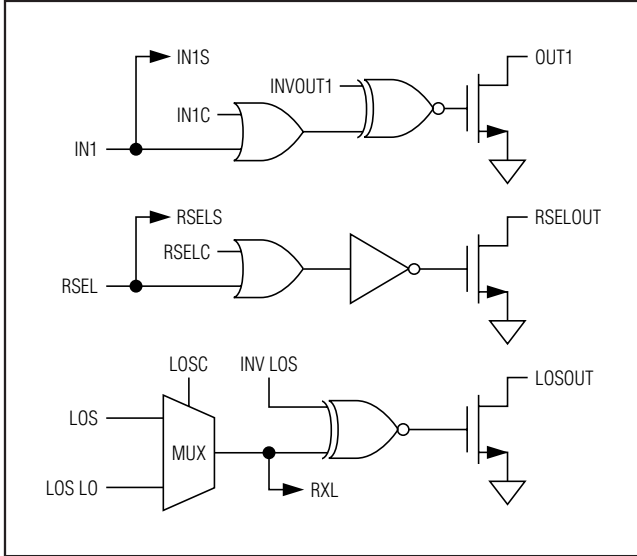 IN1S
OUT1
INVOUT1
IN1C
IN1
RSELS
RSELOUT
RSELC
RSEL
LOSC
INV LOS
LOSOUT
LOS
MUX
LOS LO
RXL